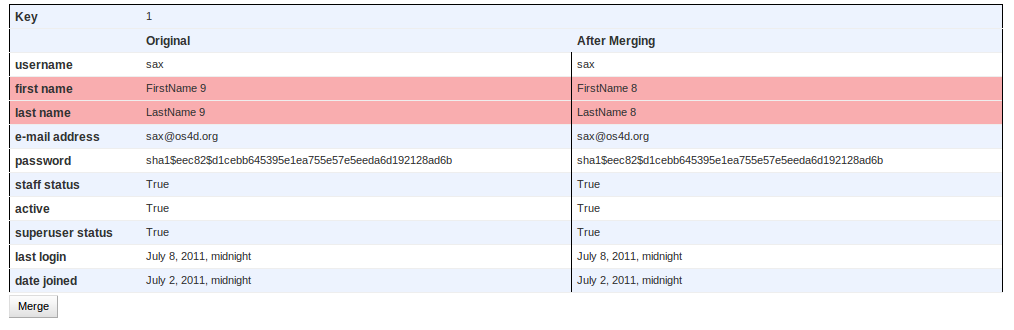 Key 1
Original After Merging
username sax sax
first name FirstName 9 FirstName 8
last name LastName 9 LastName 8
e-mail address sax@os4d.org sax@os4d.org
password sha1$eec82$d1cebb645395e1ea755e57e5eeda6d192128ad6b sha1$eec82$d1cebb645395e1ea755e57e5eeda6d192128ad6b
staff status True True
active True True
superuser status True True
last login July 8, 2011, midnight July 8, 2011, midnight
date joined July 2, 2011, midnight July 2, 2011, midnight
Merge